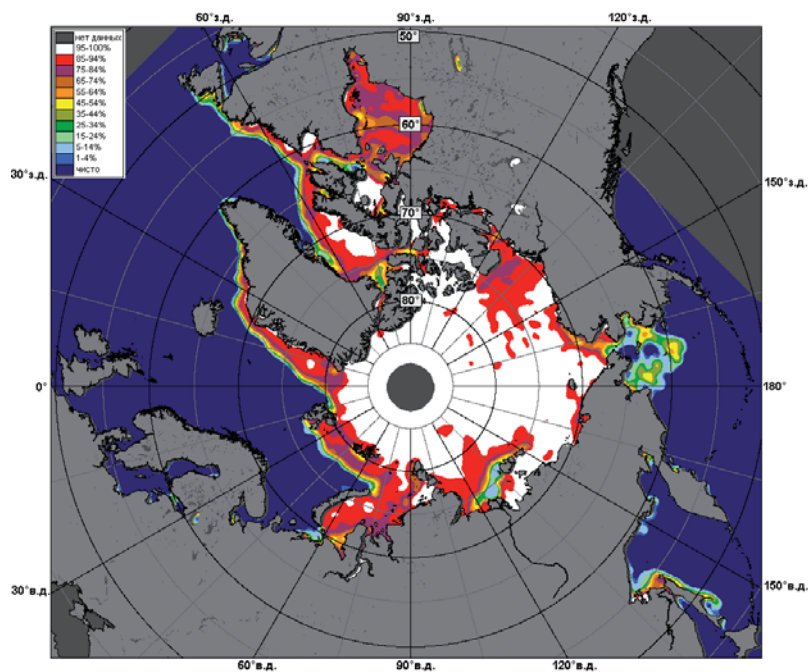 60°з.д.
90°з.д.
120°з.д.
нет данных
95-100%
85-94%
75-84%
65-74%
55-64%
45-54%
35-44%
25-34%
15-24%
5-14%
1-4%
чисто
50°
60°
70°
80°
30°з.д.
150°з.д.
0°
180°
30°в.д.
150°в.д.
60°в.д.
90°в.д.
120°в.д.